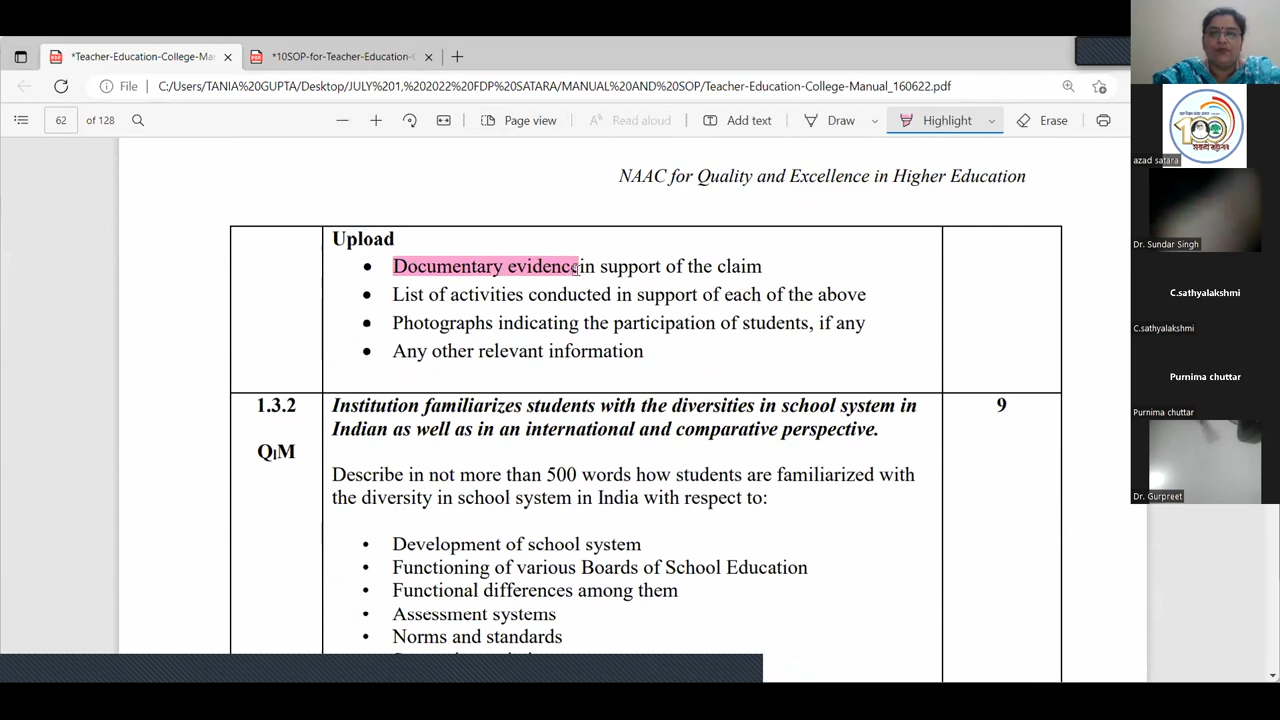 *Teacher-Education-College-Ma
*10SOP-for-Teacher-Education-
File C:/Users/TANIA%20GUPTA/Desktop/JULY%201,%202022%20FDP%20SATARA/MANUAL%20AND%20SOP/Teacher-Education-College-Manual_160622.pdf
62 of 128
Page view
Read aloud
Add text
Draw
Highlight
Erase
NAAC for Quality and Excellence in Higher Education
Upload
• Documentary evidence in support of the claim
• List of activities conducted in support of each of the above
• Photographs indicating the participation of students, if any
• Any other relevant information
1.3.2
QlM
Institution familiarizes students with the diversities in school system in
Indian as well as in an international and comparative perspective.
9
Describe in not more than 500 words how students are familiarized with
the diversity in school system in India with respect to:
• Development of school system
• Functioning of various Boards of School Education
• Functional differences among them
• Assessment systems
• Norms and standards
100
azad satara
Dr. Sundar Singh
C.sathyalakshmi
C.sathyalakshmi
Purnima chuttar
Purnima chuttar
Dr. Gurpreet